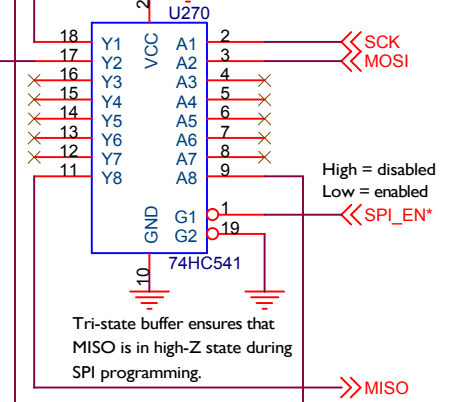 2
U270
18 Y1 VCC A1 2 SCK
17 Y2 A2 3 MOSI
16 Y3 A3 4
15 Y4 A4 5
14 Y5 A5 6
13 Y6 A6 7
12 Y7 A7 8
11 Y8 A8 9
High = disabled
Low = enabled
GND G1 1 SPI_EN*
G2 19
10
74HC541
Tri-state buffer ensures that
MISO is in high-Z state during
SPI programming.
MISO